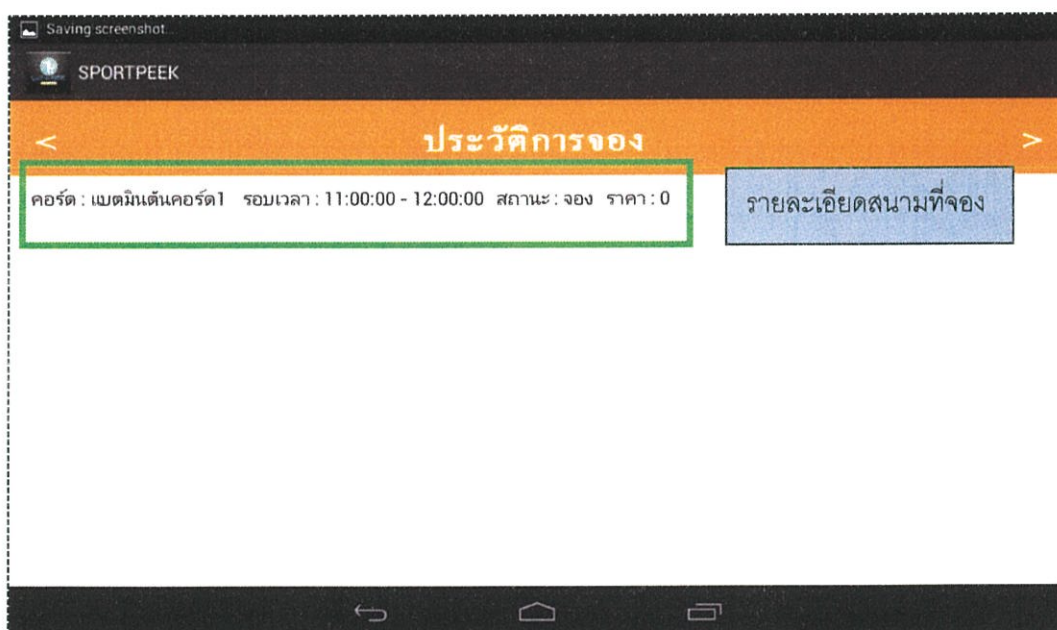 Saving screenshot...
SPORTPEEK
< ประวัติการจอง >
คอร์ด : แบตมินตันคอร์ด1 รอบเวลา : 11:00:00 - 12:00:00 สถานะ : จอง ราคา : 0
รายละเอียดสนามที่จอง